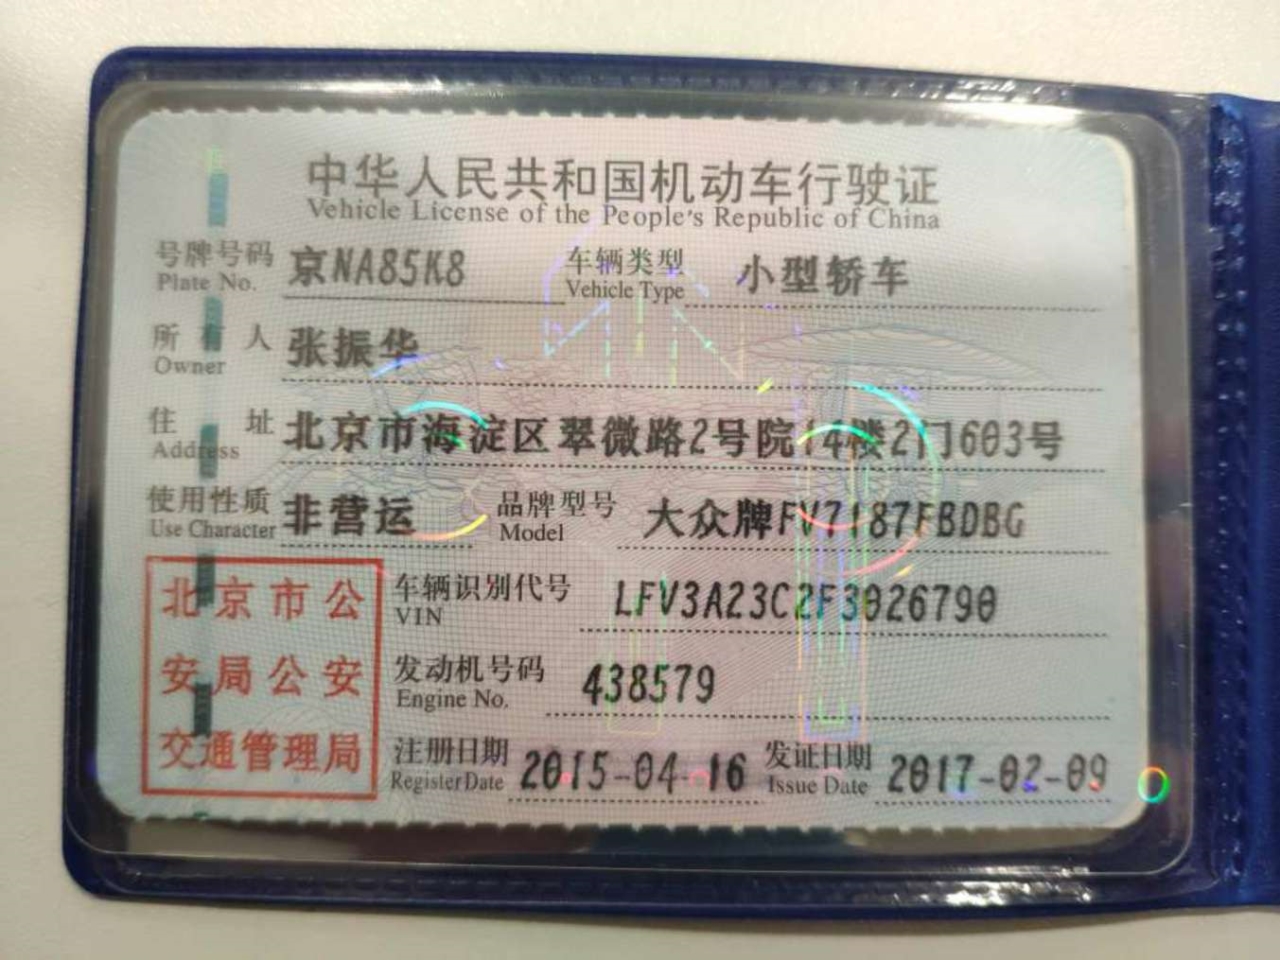 中华人民共和国机动车行驶证
Vehicle License of the People's Republic of China
号牌号码 京NA85K8 车辆类型 小型轿车
Plate No. Vehicle Type
所有人 张振华
Owner
住址 北京市海淀区翠微路2号院14楼2门603号
Address
使用性质 非营运 品牌型号 大众牌FV7187FBDBG
Use Character Model
北京市公
安局公安
交通管理局
车辆识别代号 LFV3A23C2F3026790
VIN
发动机号码 438579
Engine No.
注册日期 2015-04-16 发证日期 2017-02-09
Register Date Issue Date